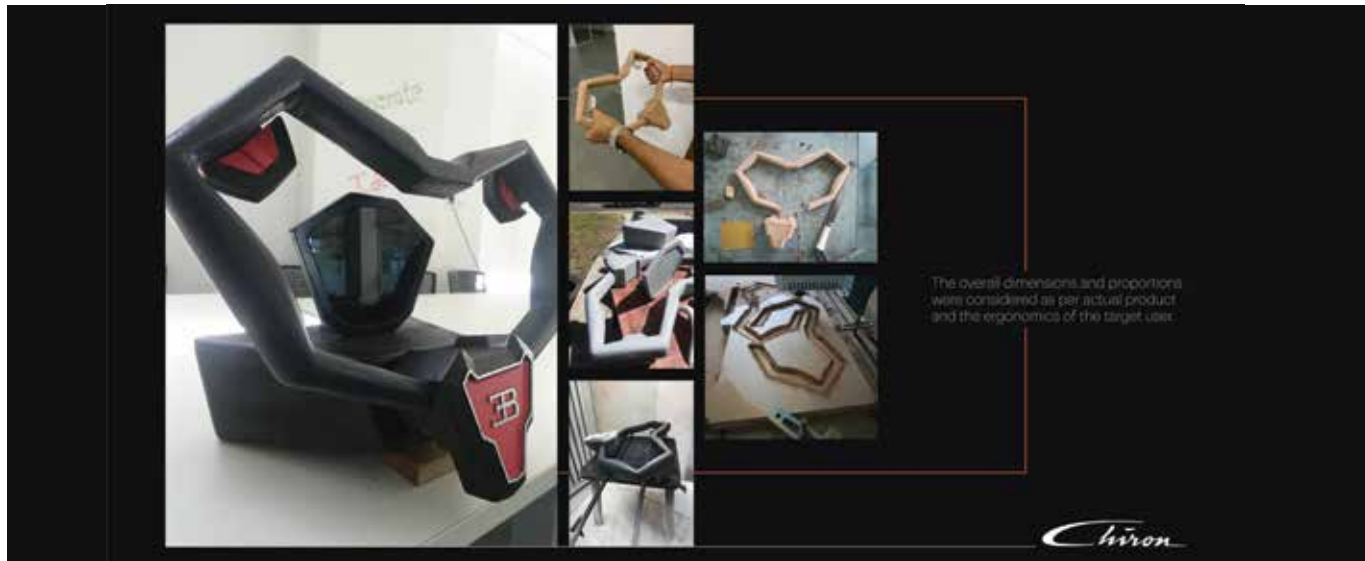 EB
The overall dimensions and proportions
were considered as per actual product
and the ergonomics of the target user.
Chiron